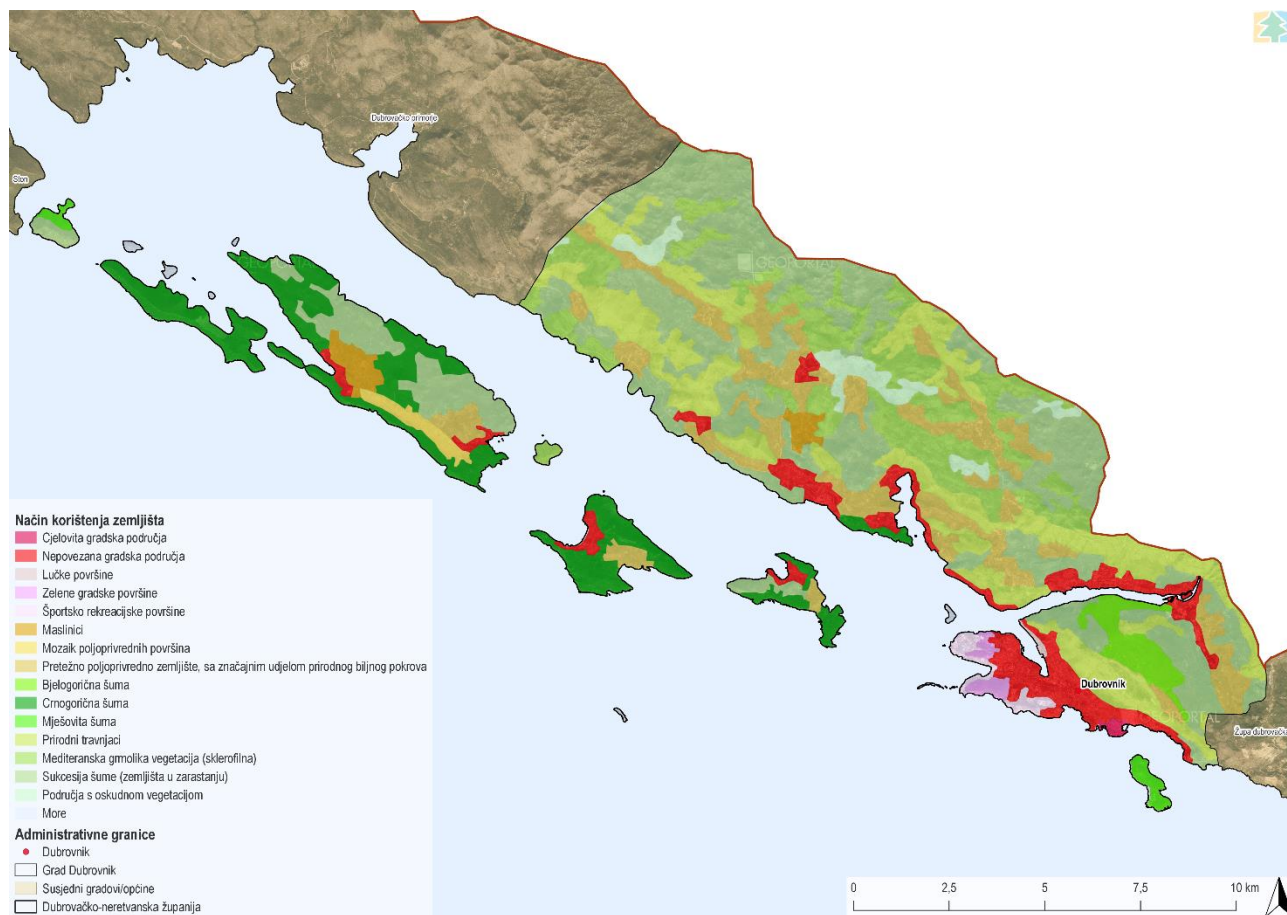 Dubrovačko primorje
Ston
GEOPORTAL
GEOPORTAL
Dubrovnik
GEOPORTAL
Župa dubrovačka
Način korištenja zemljišta
Cjelovita gradska područja
Nepovezana gradska područja
Lučke površine
Zelene gradske površine
Športsko rekreacijske površine
Maslinici
Mozaik poljoprivrednih površina
Pretežno poljoprivredno zemljište, sa značajnim udjelom prirodnog biljnog pokrova
Bjelogorična šuma
Crnogorična šuma
Mješovita šuma
Prirodni travnjaci
Mediteranska grmolika vegetacija (sklerofilna)
Sukcesija šume (zemljišta u zarastanju)
Područja s oskudnom vegetacijom
More
Administrativne granice
Dubrovnik
Grad Dubrovnik
Susjedni gradovi/općine
Dubrovačko-neretvanska županija
0 2,5 5 7,5 10 km